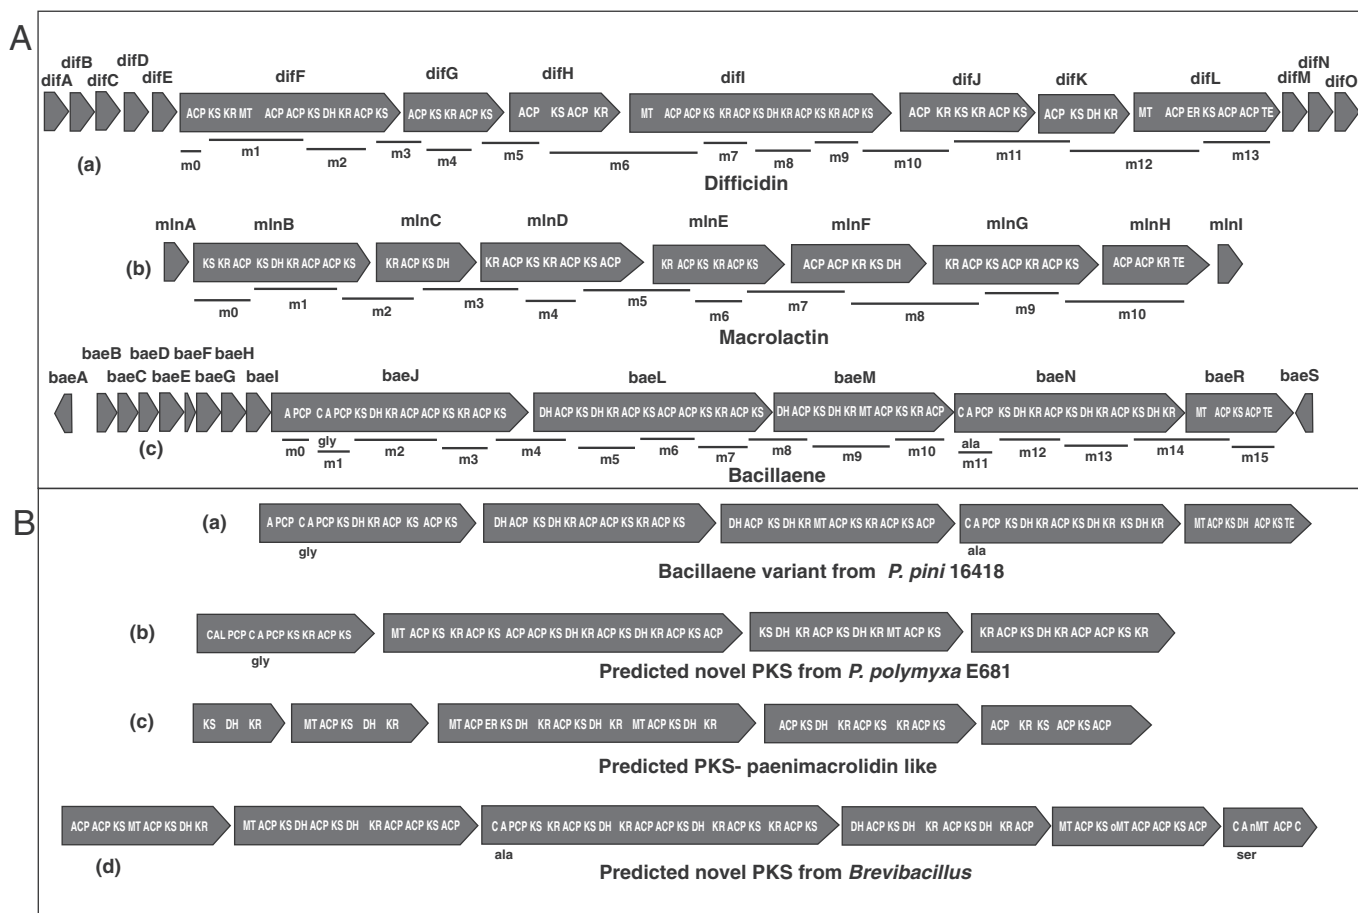 A
difA difB difC difD difE difF difG difH difI difJ difK difL difM difN difO
ACP KS KR MT ACP ACP KS DH KR ACP KS
ACP KS KR ACP KS
ACP KS ACP KR
MT ACP ACP KS KR ACP KS DH KR ACP KS KR ACP KS
ACP KR KS KR ACP KS
ACP KS DH KR
MT ACP ER KS ACP ACP TE
(a)
m0 m1 m2 m3 m4 m5 m6 m7 m8 m9 m10 m11 m12 m13
Difficidin
mlnA mlnB mlnC mlnD mlnE mlnF mlnG mlnH mlnI
(b)
KS KR ACP KS DH KR ACP ACP KS
KR ACP KS DH
KR ACP KS KR ACP KS ACP
KR ACP KS KR ACP KS
ACP ACP KR KS DH
KR ACP KS ACP KR ACP KS
ACP ACP KR TE
m0 m1 m2 m3 m4 m5 m6 m7 m8 m9 m10
Macrolactin
baeA baeB baeC baeD baeE baeF baeG baeH baeI baeJ baeL baeM baeN baeR baeS
A PCP C A PCP KS DH KR ACP ACP KS KR ACP KS
DH ACP KS DH KR ACP KS ACP ACP KS KR ACP KS
DH ACP KS DH KR MT ACP KS KR ACP
C A PCP KS DH KR ACP KS DH KR ACP KS DH KR
MT ACP KS ACP TE
(c)
gly ala
m0 m1 m2 m3 m4 m5 m6 m7 m8 m9 m10 m11 m12 m13 m14 m15
Bacillaene
B
(a)
A PCP C A PCP KS DH KR ACP KS ACP KS
DH ACP KS DH KR ACP ACP KS KR ACP KS
DH ACP KS DH KR MT ACP KS KR ACP KS ACP
C A PCP KS DH KR ACP KS DH KR KS DH KR
MT ACP KS DH ACP KS TE
gly ala
Bacillaene variant from P. pini 16418
(b)
CAL PCP C A PCP KS KR ACP KS
MT ACP KS KR ACP KS ACP ACP KS DH KR ACP KS DH KR ACP KS ACP
KS DH KR ACP KS DH KR MT ACP KS
KR ACP KS DH KR ACP ACP KS KR
gly
Predicted novel PKS from P. polymyxa E681
(c)
KS DH KR
MT ACP KS DH KR
MT ACP ER KS DH KR ACP KS DH KR MT ACP KS DH KR
ACP KS DH KR ACP KS KR ACP KS
ACP KR KS ACP KS ACP
Predicted PKS- paenimacrolidin like
ACP ACP KS MT ACP KS DH KR
MT ACP KS DH ACP KS DH KR ACP ACP KS ACP
C A PCP KS KR ACP KS DH KR ACP ACP KS DH KR ACP KS KR ACP KS
DH ACP KS DH KR ACP KS DH KR ACP
MT ACP KS oMT ACP ACP KS ACP
C A nMT ACP C
(d)
ala ser
Predicted novel PKS from Brevibacillus